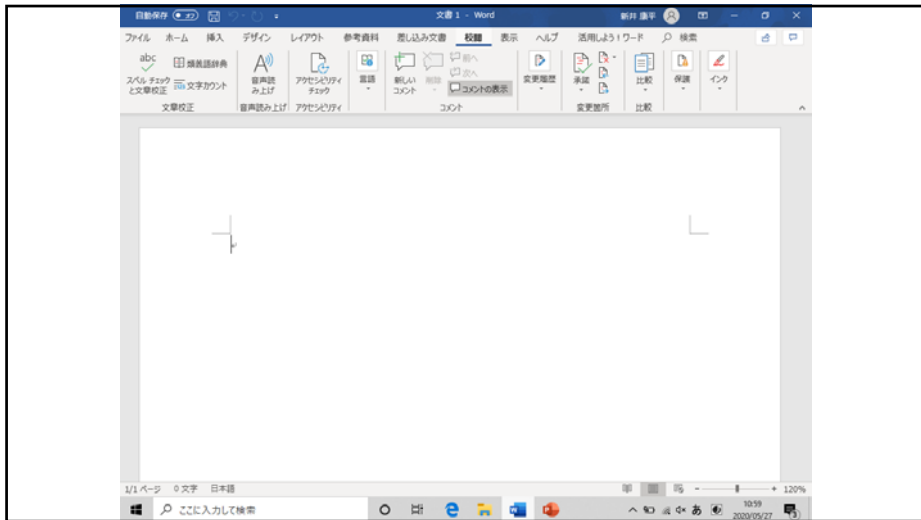 自動保存 オフ 文書 1 - Word 新井 康平
ファイル ホーム 挿入 デザイン レイアウト 参考資料 差し込み文書 校閲 表示 ヘルプ 活用しよう!ワード 検索
abc
スペル チェック
と文章校正
類義語辞典
文字カウント
文章校正
音声読
み上げ
音声読み上げ
アクセシビリティ
チェック
アクセシビリティ
言語
新しい
コメント
削除
前へ
次へ
コメントの表示
コメント
変更履歴
承諾
変更箇所
比較
比較
保護
インク
1/1 ページ 0 文字 日本語 120%
ここに入力して検索 あ 10:59
2020/05/27